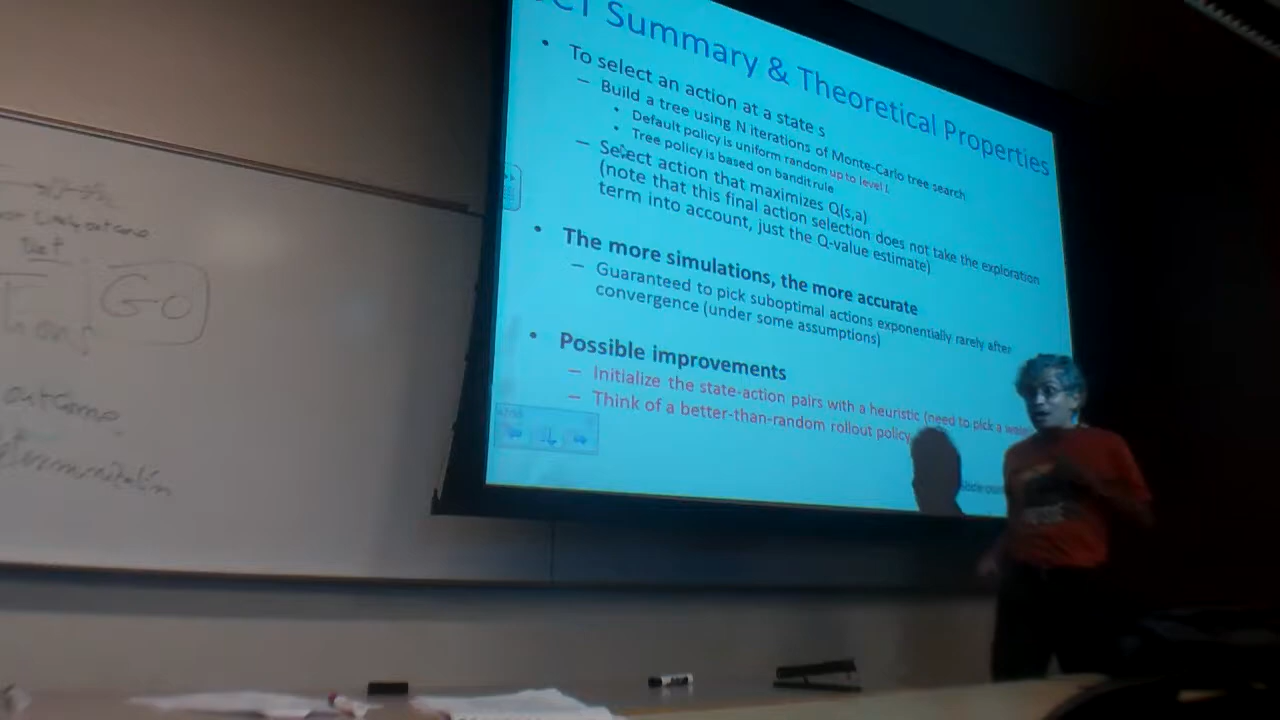 Summary & Theoretical Properties
• To select an action at a state s
– Build a tree using N iterations of Monte-Carlo tree search
• Default policy is uniform random up to level L
• Tree policy is based on bandit rule
– Select action that maximizes Q(s,a)
(note that this final action selection does not take the exploration
term into account, just the Q-value estimate)
• The more simulations, the more accurate
– Guaranteed to pick suboptimal actions exponentially rarely after
convergence (under some assumptions)
• Possible improvements
– Initialize the state-action pairs with a heuristic (need to pick a
– Think of a better-than-random rollout policy
GO
outcome